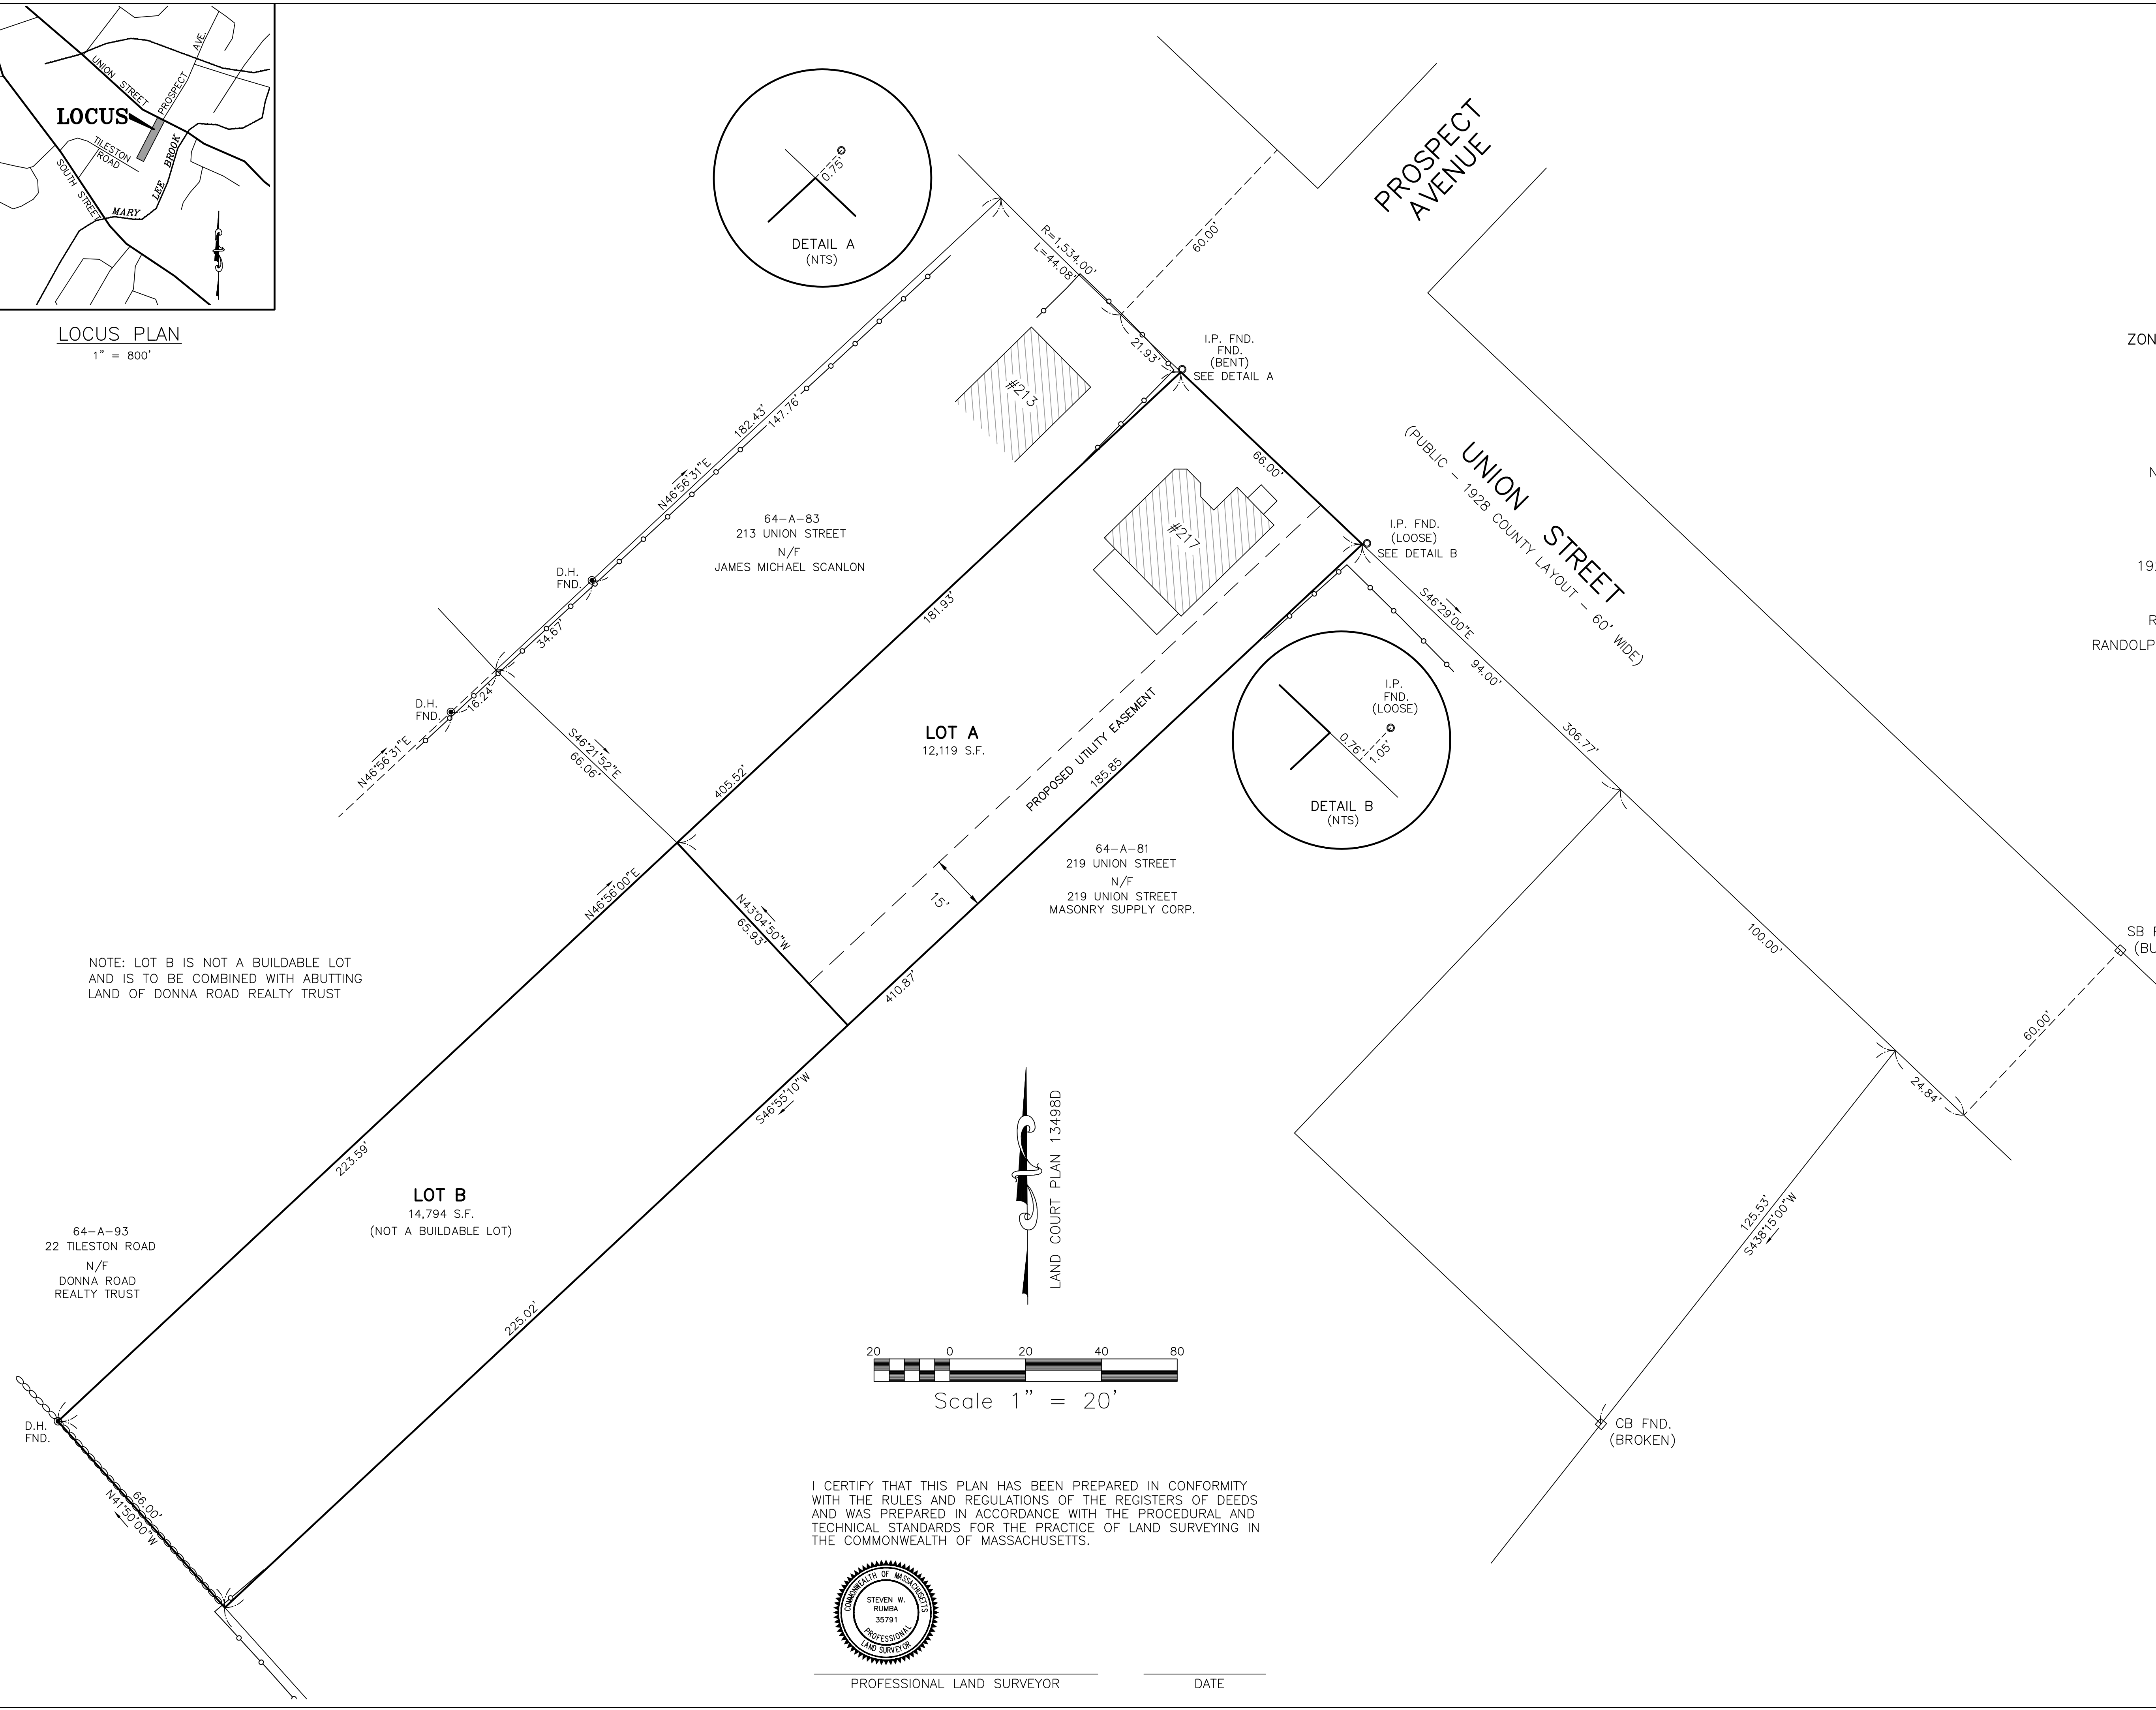 UNION STREET
PROSPECT AVE.
LOCUS
TILESTON
ROAD
SOUTH STREET
MARY LEE BROOK
LOCUS PLAN
1" = 800'
0.75'
DETAIL A
(NTS)
PROSPECT
AVENUE
60.00'
R=1,534.00'
L=44.08'
21.93'
I.P. FND.
FND.
(BENT)
SEE DETAIL A
#213
182.43'
147.76'
N46°56'31"E
64-A-83
213 UNION STREET
N/F
JAMES MICHAEL SCANLON
D.H.
FND.
34.67'
D.H.
FND.
16.24'
N46°56'31"E
S46°21'52"E
66.06'
66.00'
#217
I.P. FND.
(LOOSE)
SEE DETAIL B
UNION STREET
(PUBLIC - 1928 COUNTY LAYOUT - 60' WIDE)
S46°29'00"E
94.00'
306.77'
ZON
N
19.
R
RANDOLP
181.93'
405.52'
LOT A
12,119 S.F.
PROPOSED UTILITY EASEMENT
185.85
15'
I.P.
FND.
(LOOSE)
0.76'
1.05'
DETAIL B
(NTS)
64-A-81
219 UNION STREET
N/F
219 UNION STREET
MASONRY SUPPLY CORP.
N46°56'00"E
N43°04'50"W
65.93'
410.87'
100.00'
SB F
(BU
60.00'
24.84'
NOTE: LOT B IS NOT A BUILDABLE LOT
AND IS TO BE COMBINED WITH ABUTTING
LAND OF DONNA ROAD REALTY TRUST
S46°55'10"W
223.59'
LOT B
14,794 S.F.
(NOT A BUILDABLE LOT)
64-A-93
22 TILESTON ROAD
N/F
DONNA ROAD
REALTY TRUST
225.02'
LAND COURT PLAN 13498D
125.53'
S438°15'00"W
20 0 20 40 80
Scale 1" = 20'
D.H.
FND.
66.00'
N41°50'00"W
CB FND.
(BROKEN)
I CERTIFY THAT THIS PLAN HAS BEEN PREPARED IN CONFORMITY
WITH THE RULES AND REGULATIONS OF THE REGISTERS OF DEEDS
AND WAS PREPARED IN ACCORDANCE WITH THE PROCEDURAL AND
TECHNICAL STANDARDS FOR THE PRACTICE OF LAND SURVEYING IN
THE COMMONWEALTH OF MASSACHUSETTS.
COMMONWEALTH OF MASSACHUSETTS
STEVEN W.
RUMBA
35791
PROFESSIONAL
LAND SURVEYOR
PROFESSIONAL LAND SURVEYOR
DATE